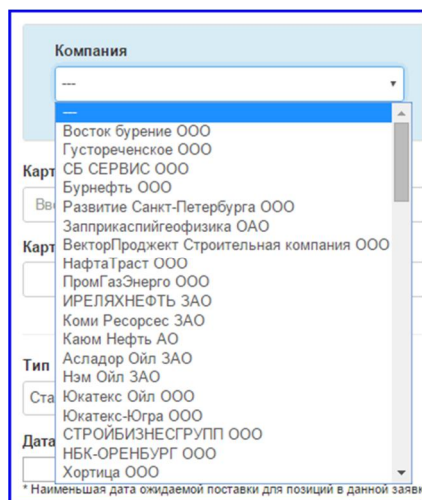 Компания
---
---
Восток бурение ООО
Густореченское ООО
СБ СЕРВИС ООО
Бурнефть ООО
Развитие Санкт-Петербурга ООО
Запприкаспийгеофизика ОАО
ВекторПроджект Строительная компания ООО
НафтаТраст ООО
ПромГазЭнерго ООО
ИРЕЛЯХНЕФТЬ ЗАО
Коми Ресорсес ЗАО
Каюм Нефть АО
Асладор Ойл ЗАО
Нэм Ойл ЗАО
Юкатекс Ойл ООО
Юкатекс-Югра ООО
СТРОЙБИЗНЕСГРУПП ООО
НБК-ОРЕНБУРГ ООО
Хортица ООО
Карт
Вв
Карт
Тип
Ста
Дата
* Наименьшая дата ожидаемой поставки для позиций в данной заяв